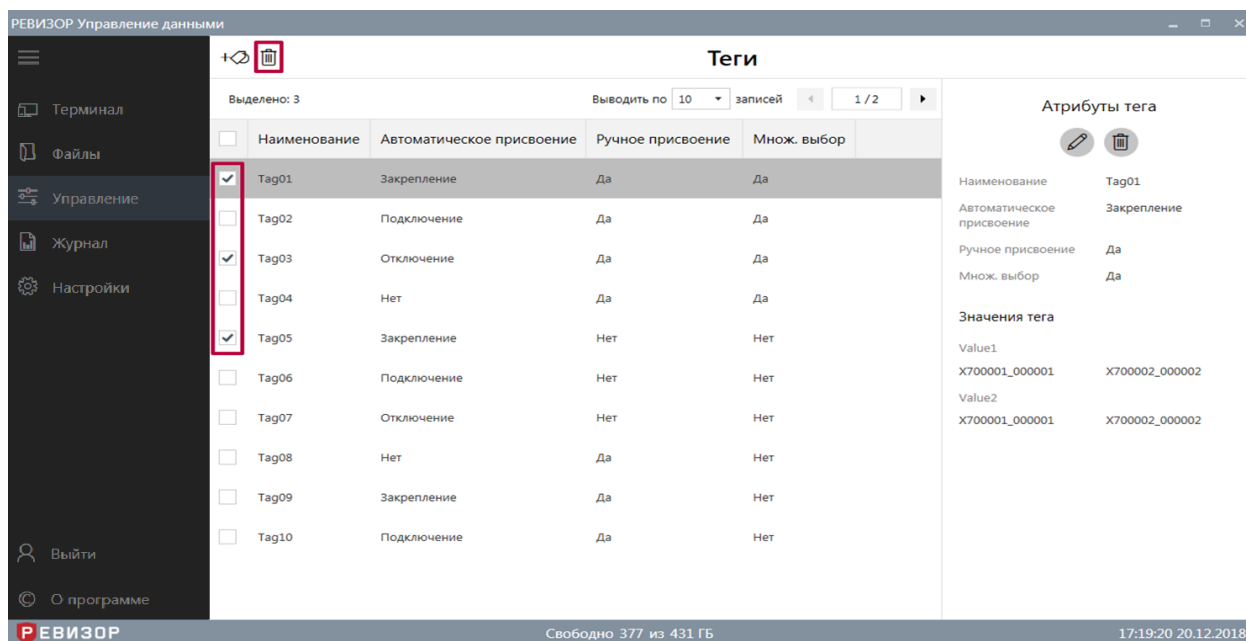 РЕВИЗОР Управление данными
Теги
Терминал
Файлы
Управление
Журнал
Настройки
Выйти
О программе
Выделено: 3 Выводить по 10 записей 1 / 2
Наименование Автоматическое присвоение Ручное присвоение Множ. выбор
Tag01 Закрепление Да Да
Tag02 Подключение Да Да
Tag03 Отключение Да Да
Tag04 Нет Да Да
Tag05 Закрепление Нет Нет
Tag06 Подключение Нет Нет
Tag07 Отключение Нет Нет
Tag08 Нет Да Нет
Tag09 Закрепление Да Нет
Tag10 Подключение Да Нет
Атрибуты тега
Наименование Tag01
Автоматическое присвоение Закрепление
Ручное присвоение Да
Множ. выбор Да
Значения тега
Value1
X700001_000001 X700002_000002
Value2
X700001_000001 X700002_000002
РЕВИЗОР Свободно 377 из 431 ГБ 17:19:20 20.12.2018